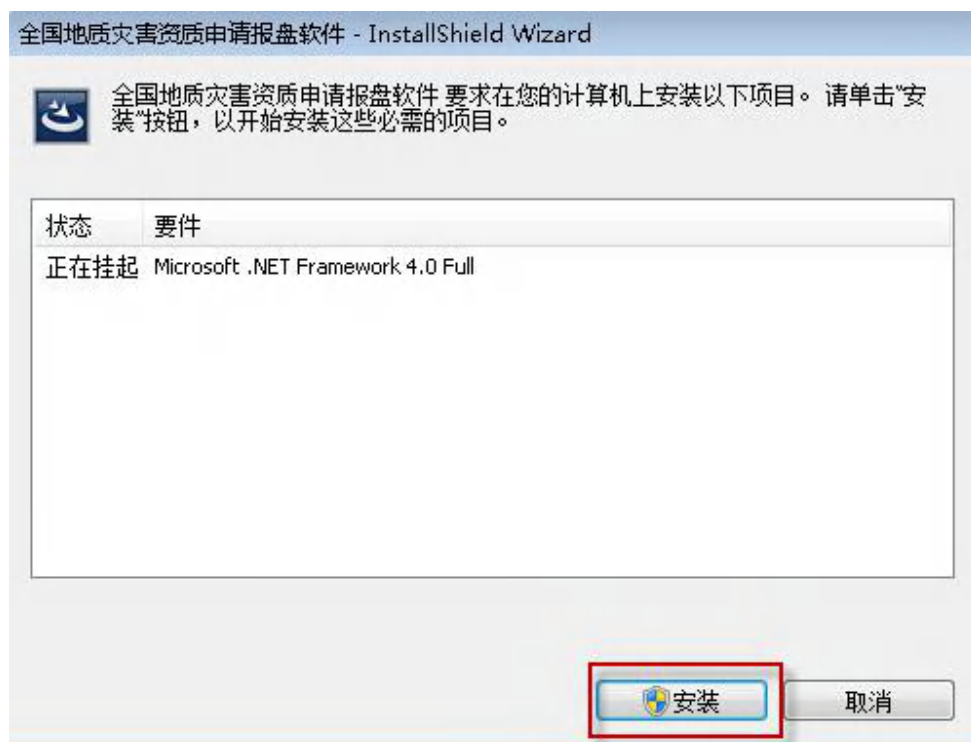 全国地质灾害资质申请报盘软件 - InstallShield Wizard
全国地质灾害资质申请报盘软件 要求在您的计算机上安装以下项目。 请单击"安
装"按钮，以开始安装这些必需的项目。
状态 要件
正在挂起 Microsoft .NET Framework 4.0 Full
安装 取消